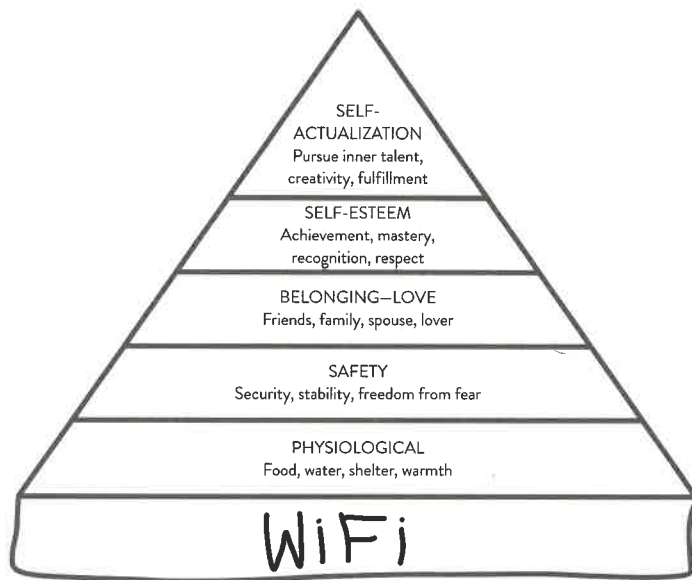 SELF-
ACTUALIZATION
Pursue inner talent,
creativity, fulfillment
SELF-ESTEEM
Achievement, mastery,
recognition, respect
BELONGING—LOVE
Friends, family, spouse, lover
SAFETY
Security, stability, freedom from fear
PHYSIOLOGICAL
Food, water, shelter, warmth
WiFi